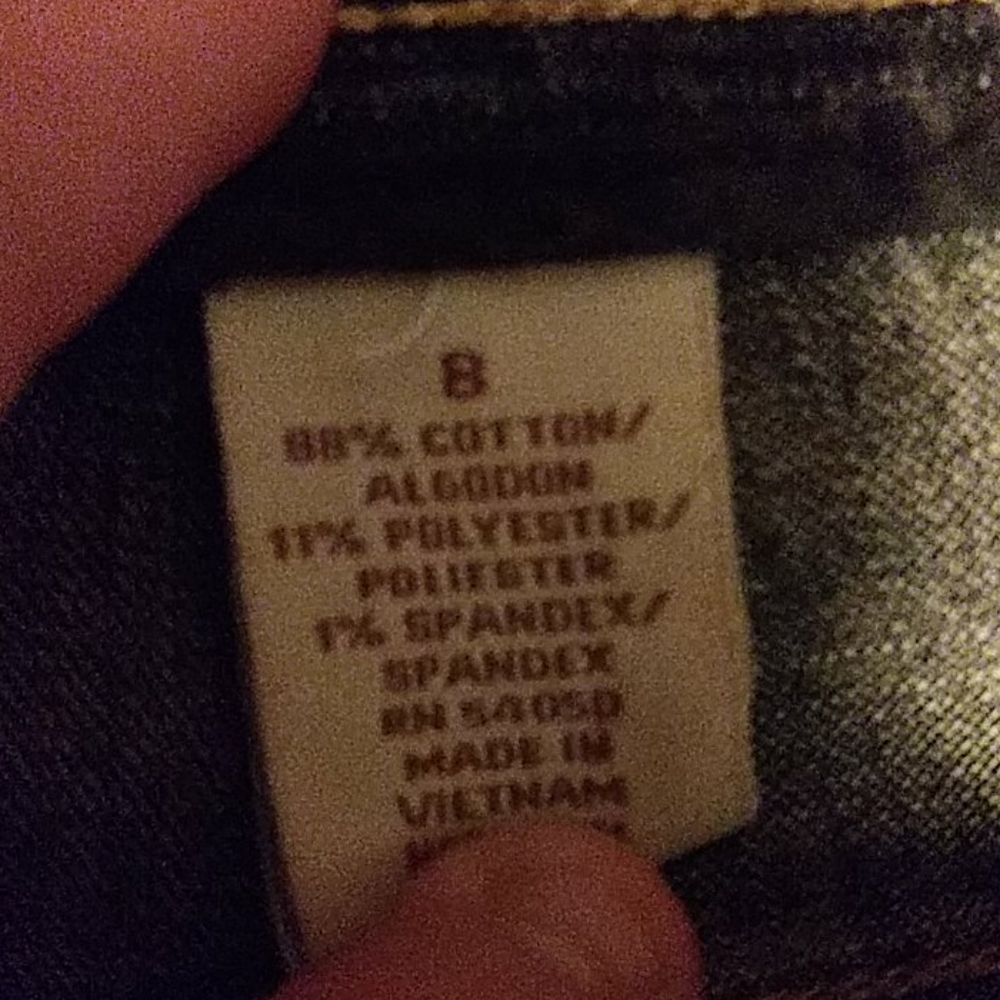 8
88% COTTON/
ALGODON
11% POLYESTER/
POLIESTER
1% SPANDEX/
SPANDEX
RN 54050
MADE IN
VIETNAM